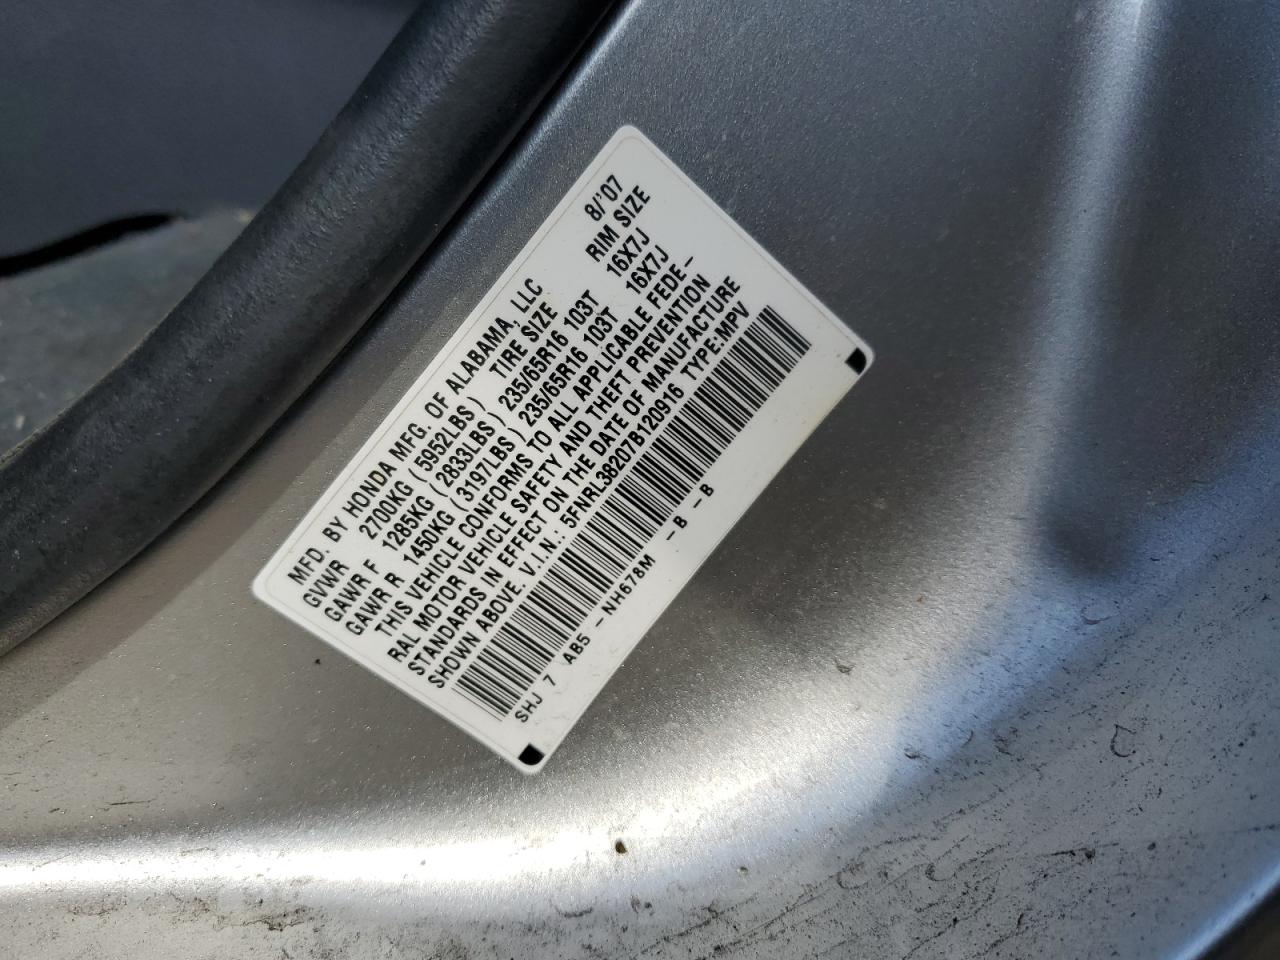 MFD. BY HONDA MFG. OF ALABAMA, LLC 8/'07
GVWR 2700KG (5952LBS) TIRE SIZE RIM SIZE
GAWR F 1285KG (2833LBS) 235/65R16 103T 16X7J
GAWR R 1450KG (3197LBS) 235/65R16 103T 16X7J
THIS VEHICLE CONFORMS TO ALL APPLICABLE FEDE-
RAL MOTOR VEHICLE SAFETY AND THEFT PREVENTION
STANDARDS IN EFFECT ON THE DATE OF MANUFACTURE
SHOWN ABOVE V.I.N.: 5FNRL38207B120916 TYPE:MPV
SHJ 7 AB5 -NH678M -B -B